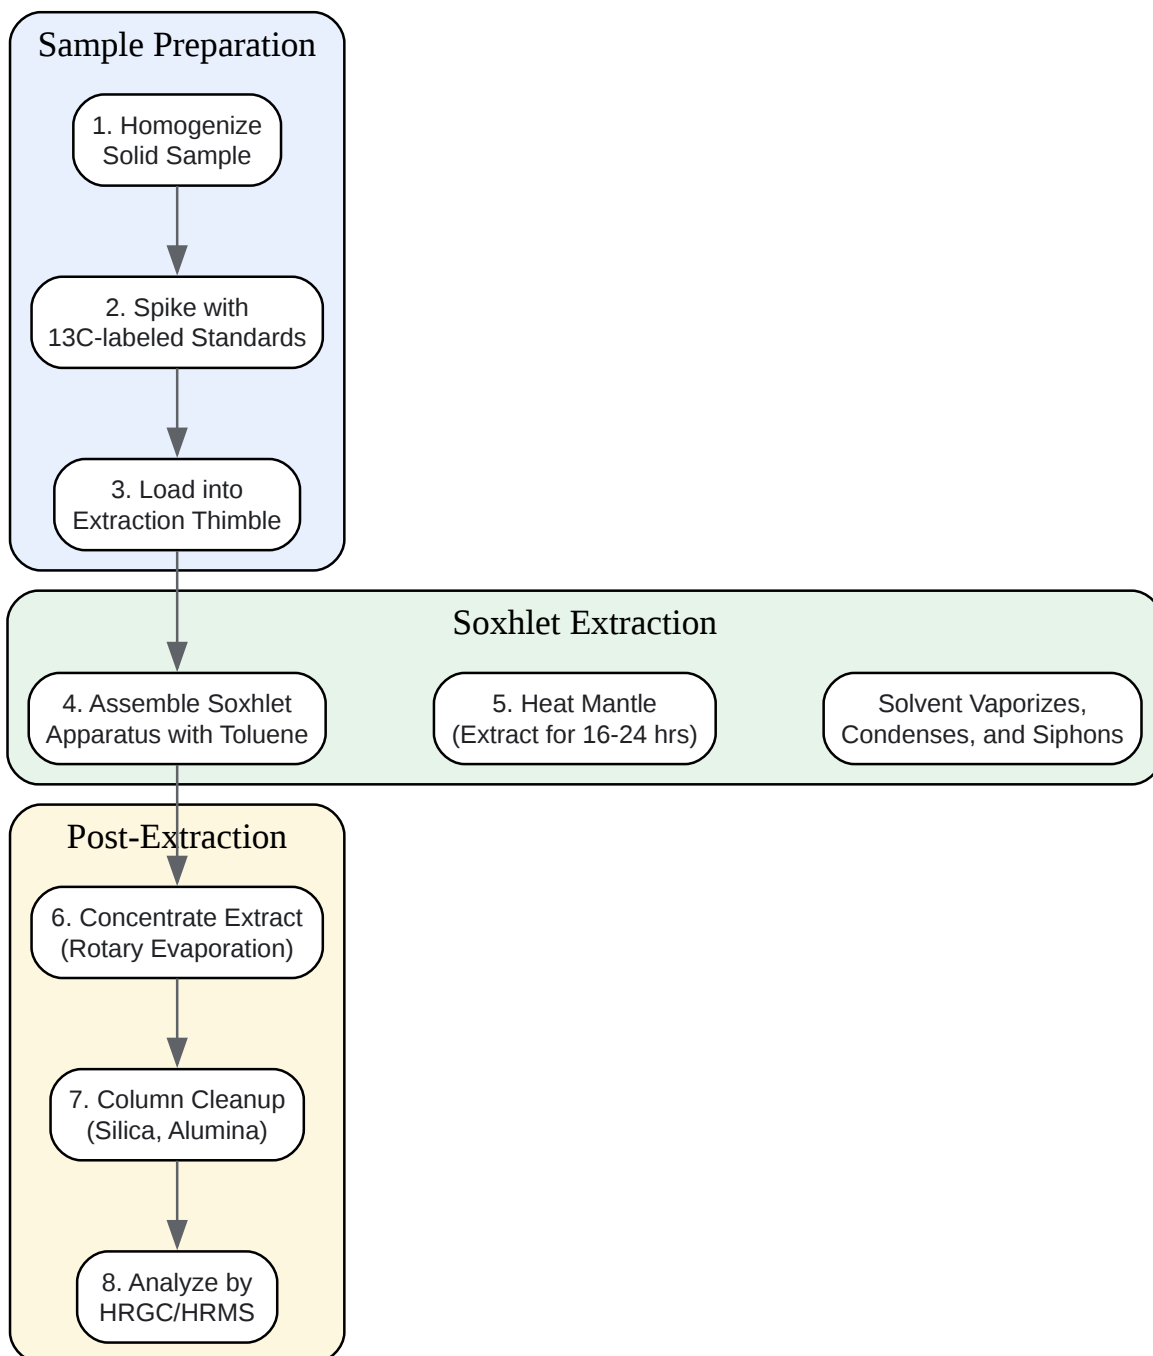 Sample Preparation
1. Homogenize
Solid Sample
2. Spike with
13C-labeled Standards
3. Load into
Extraction Thimble
Soxhlet Extraction
4. Assemble Soxhlet
Apparatus with Toluene
5. Heat Mantle
(Extract for 16-24 hrs)
Solvent Vaporizes,
Condenses, and Siphons
Post-Extraction
6. Concentrate Extract
(Rotary Evaporation)
7. Column Cleanup
(Silica, Alumina)
8. Analyze by
HRGC/HRMS